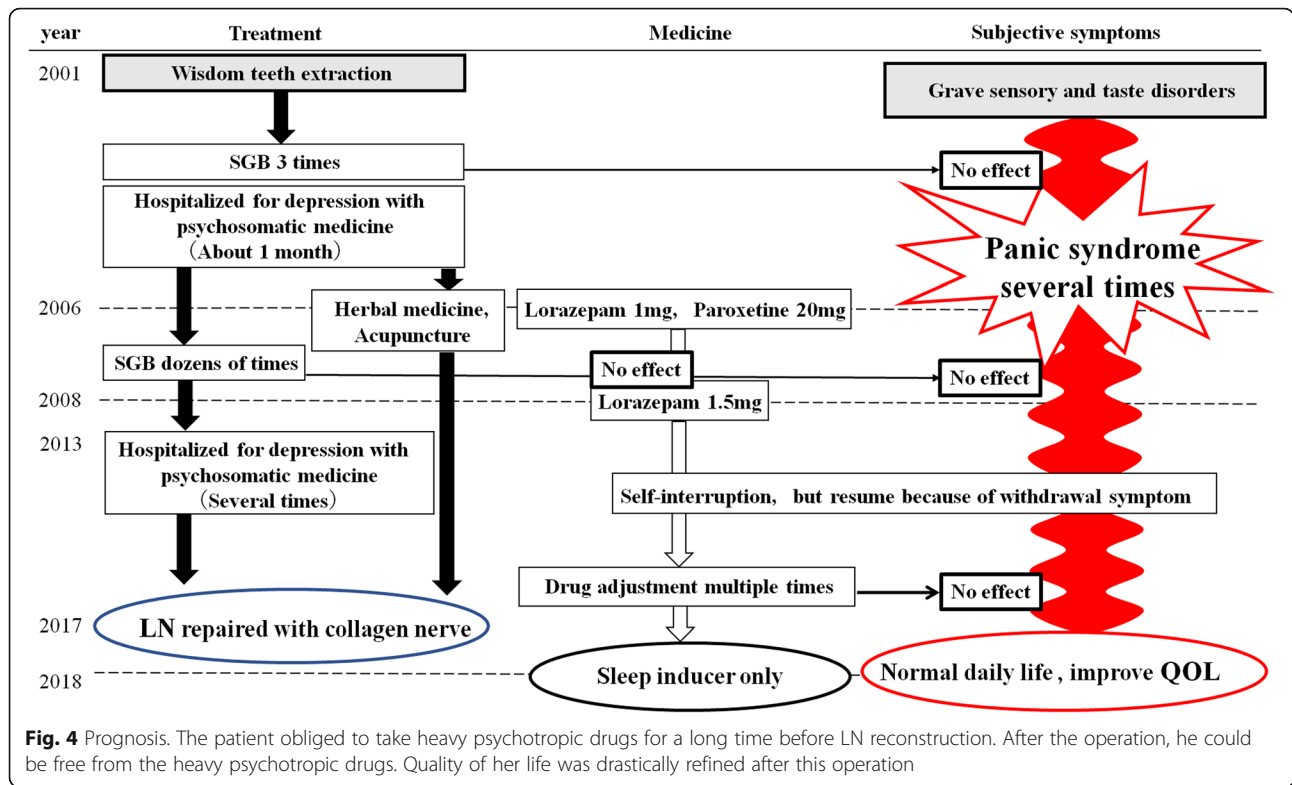 year Treatment Medicine Subjective symptoms
2001
Wisdom teeth extraction
Grave sensory and taste disorders
SGB 3 times
No effect
Hospitalized for depression with
psychosomatic medicine
（About 1 month）
Panic syndrome
several times
2006
Herbal medicine,
Acupuncture
Lorazepam 1mg, Paroxetine 20mg
SGB dozens of times
No effect
No effect
2008
Lorazepam 1.5mg
2013
Hospitalized for depression with
psychosomatic medicine
（Several times）
Self-interruption, but resume because of withdrawal symptom
Drug adjustment multiple times
No effect
2017
LN repaired with collagen nerve
2018
Sleep inducer only
Normal daily life , improve QOL
Fig. 4 Prognosis. The patient obliged to take heavy psychotropic drugs for a long time before LN reconstruction. After the operation, he could
be free from the heavy psychotropic drugs. Quality of her life was drastically refined after this operation